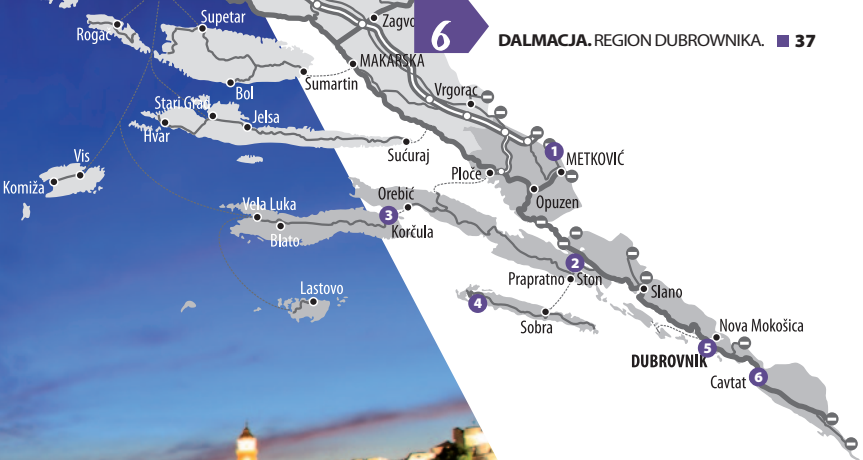 6
DALMACJA. REGION DUBROWNIKA. ■ 37
Supetar
Rogač
MAKARSKA
Sumartin
Bol
Vrgorac
Stari Grad
Jelsa
Hvar
1
METKOVIĆ
Sućuraj
Vis
Ploče
Komiža
Orebić
Opuzen
Vela Luka
3
Korčula
Blato
2
Prapratno
Ston
Lastovo
4
Slano
Sobra
Nova Mokošica
5
DUBROVNIK
Cavtat
6